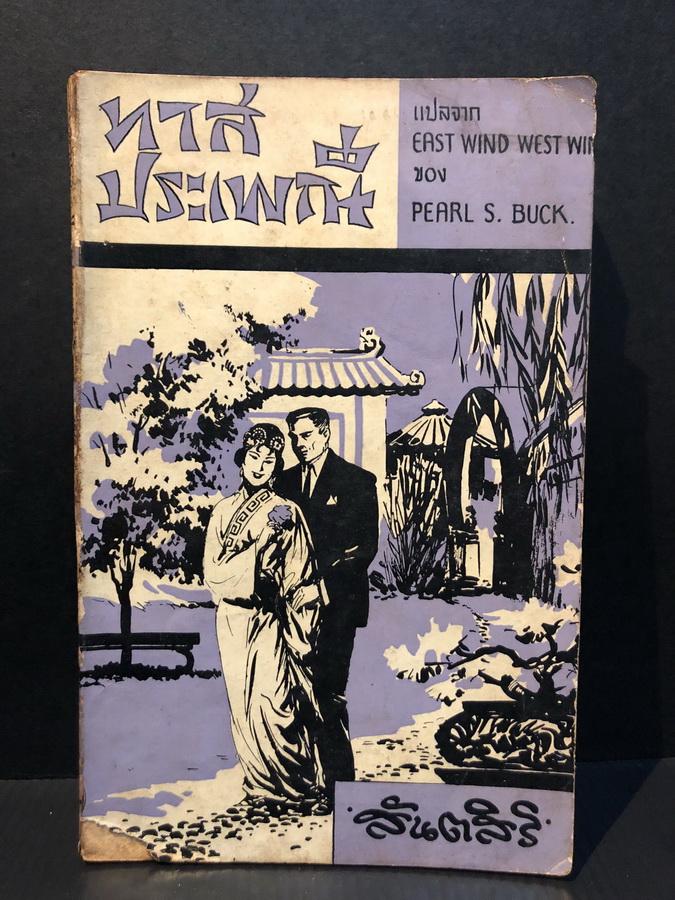 ทาส
ประเพณี
แปลจาก
EAST WIND WEST WIN
ของ
PEARL S. BUCK.
สันตสิริ